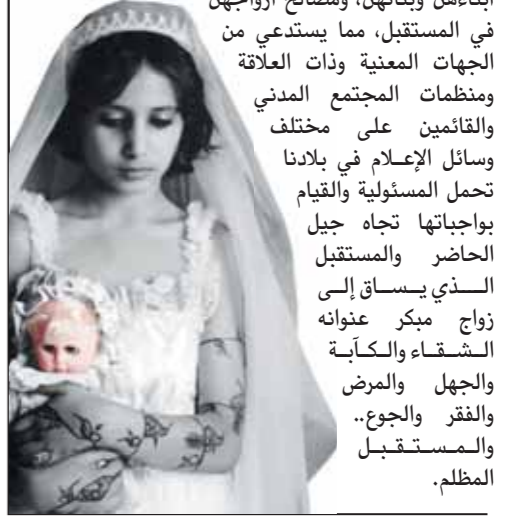 أبناءهن وبناتهن، ومصالح أزواجهن
في المستقبل، مما يستدعي من
الجهات المعنية وذات العلاقة
ومنظمات المجتمع المدني
والقائمين على مختلف
وسائل الإعلام في بلادنا
تحمل المسئولية والقيام
بواجباتها تجاه جيل
الحاضر والمستقبل
الذي يساق إلى
زواج مبكر عنوانه
الشقاء والكآبة
والجهل والمرض
والفقر والجوع..
والمستقبل
المظلم.